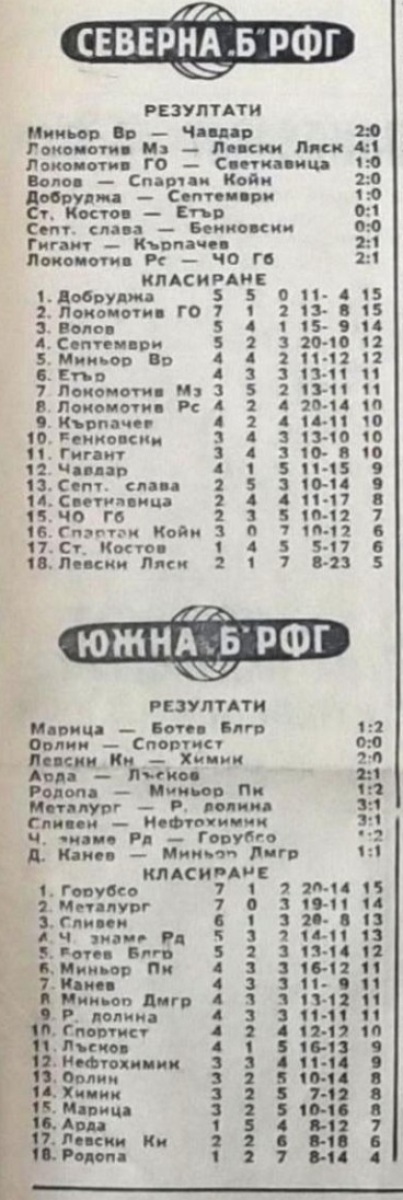 СЕВЕРНА „Б" РФГ
РЕЗУЛТАТИ
Миньор Вр — Чавдар 2:0
Локомотив Мз — Левски Ляск 4:1
Локомотив ГО — Светкавица 1:0
Волов — Спартак Койн 2:0
Добруджа — Септември 1:0
Ст. Костов — Етър 0:1
Септ. слава — Бенковски 0:0
Гигант — Кърпачев 2:1
Локомотив Рс — ЧО Гб 2:1
КЛАСИРАНЕ
1. Добруджа 5 5 0 11- 4 15
2. Локомотив ГО 7 1 2 13- 8 15
3. Волов 5 4 1 15- 9 14
4. Септември 5 2 3 20-10 12
5. Миньор Вр 4 4 2 11-12 12
6. Етър 4 3 3 13-11 11
7. Локомотив Мз 3 5 2 13-11 11
8. Локомотив Рс 4 2 4 20-14 10
9. Кърпачев 4 2 4 14-11 10
10. Бенковски 3 4 3 13-10 10
11. Гигант 3 4 3 10- 8 10
12. Чавдар 4 1 5 11-15 9
13. Септ. слава 2 5 3 10-14 9
14. Светкавица 2 4 4 11-17 8
15. ЧО Гб 2 3 5 10-12 7
16. Спартак Койн 3 0 7 10-12 6
17. Ст. Костов 1 4 5 5-17 6
18. Левски Ляск 2 1 7 8-23 5
ЮЖНА „Б" РФГ
РЕЗУЛТАТИ
Марица — Ботев Блгр 1:2
Орлин — Спортист 0:0
Левски Кн — Химик 2:0
Арда — Лъсков 2:1
Родопа — Миньор Пк 1:2
Металург — Р. долина 3:1
Сливен — Нефтохимик 3:1
Ч. знаме Рд — Горубсо 1:2
Д. Канев — Миньор Дмгр 1:1
КЛАСИРАНЕ
1. Горубсо 7 1 2 20-14 15
2. Металург 7 0 3 19-11 14
3. Сливен 6 1 3 20- 8 13
4. Ч. знаме Рд 5 3 2 14-11 13
5. Ботев Блгр 5 2 3 13-14 12
6. Миньор Пк 4 3 3 16-12 11
7. Канев 4 3 3 11- 9 11
8. Миньор Дмгр 4 3 3 13-12 11
9. Р. долина 4 3 3 11-11 11
10. Спортист 4 2 4 12-12 10
11. Лъсков 4 1 5 16-13 9
12. Нефтохимик 3 3 4 11-14 9
13. Орлин 3 2 5 10-14 8
14. Химик 3 2 5 7-12 8
15. Марица 3 2 5 10-16 8
16. Арда 1 5 4 8-12 7
17. Левски Кн 2 2 6 8-18 6
18. Родопа 1 2 7 8-14 4